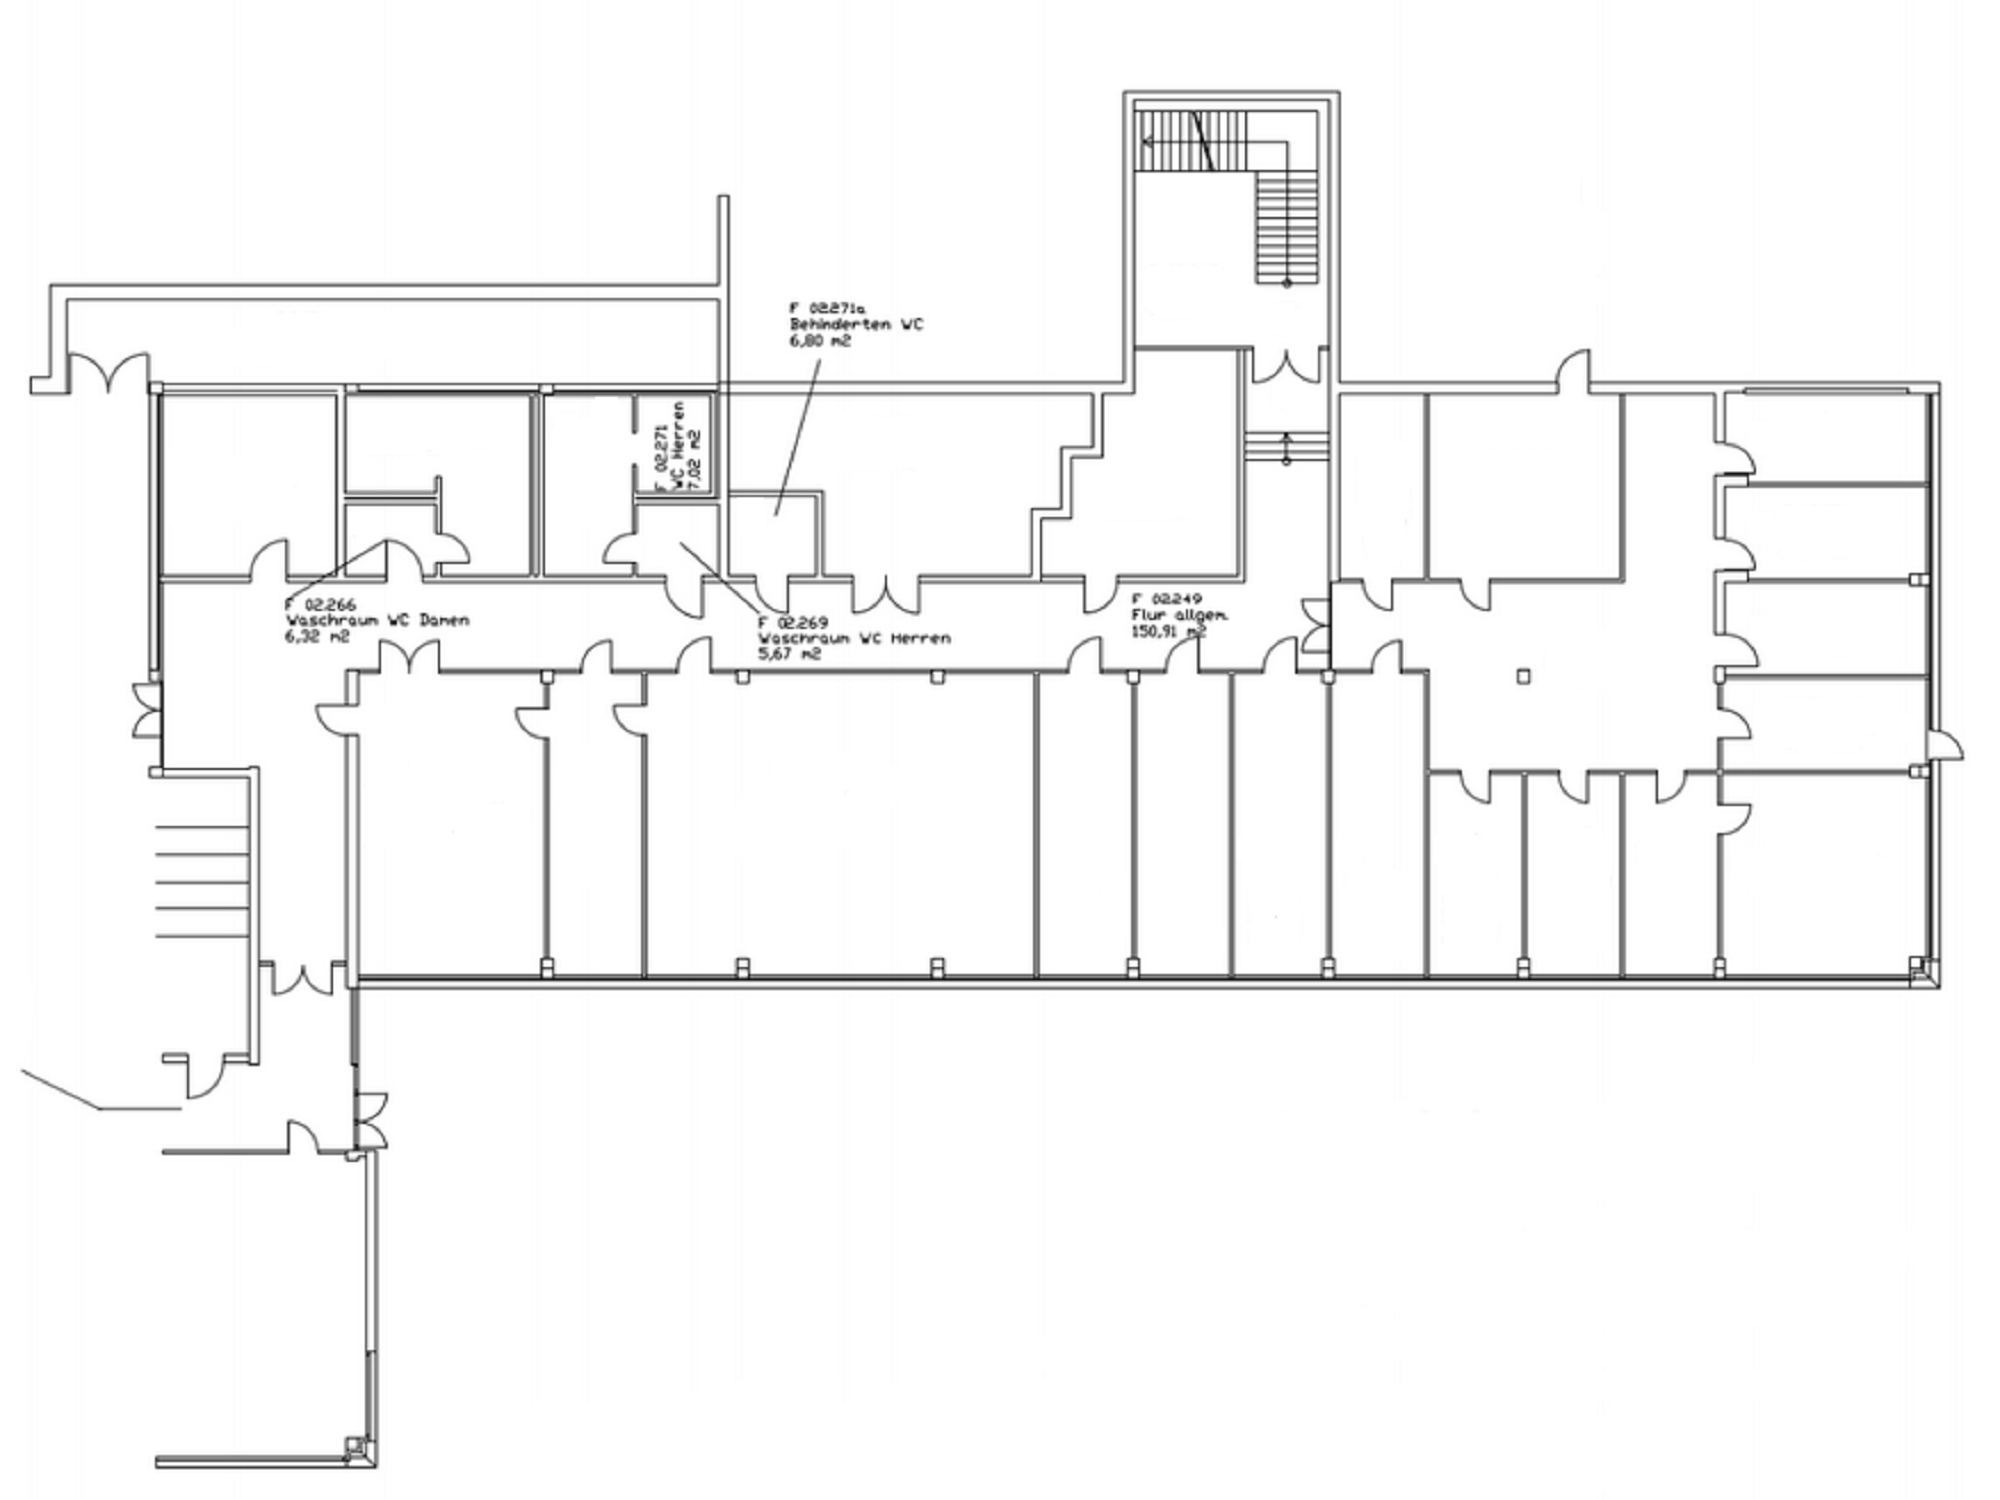 F 02.271a
Behinderten WC
6,80 m2
F 02.271
WC Herren
7,02 m2
F 02.266
Waschraum WC Damen
6,32 m2
F 02.269
Waschraum WC Herren
5,67 m2
F 02.249
Flur allgem.
150,91 m2